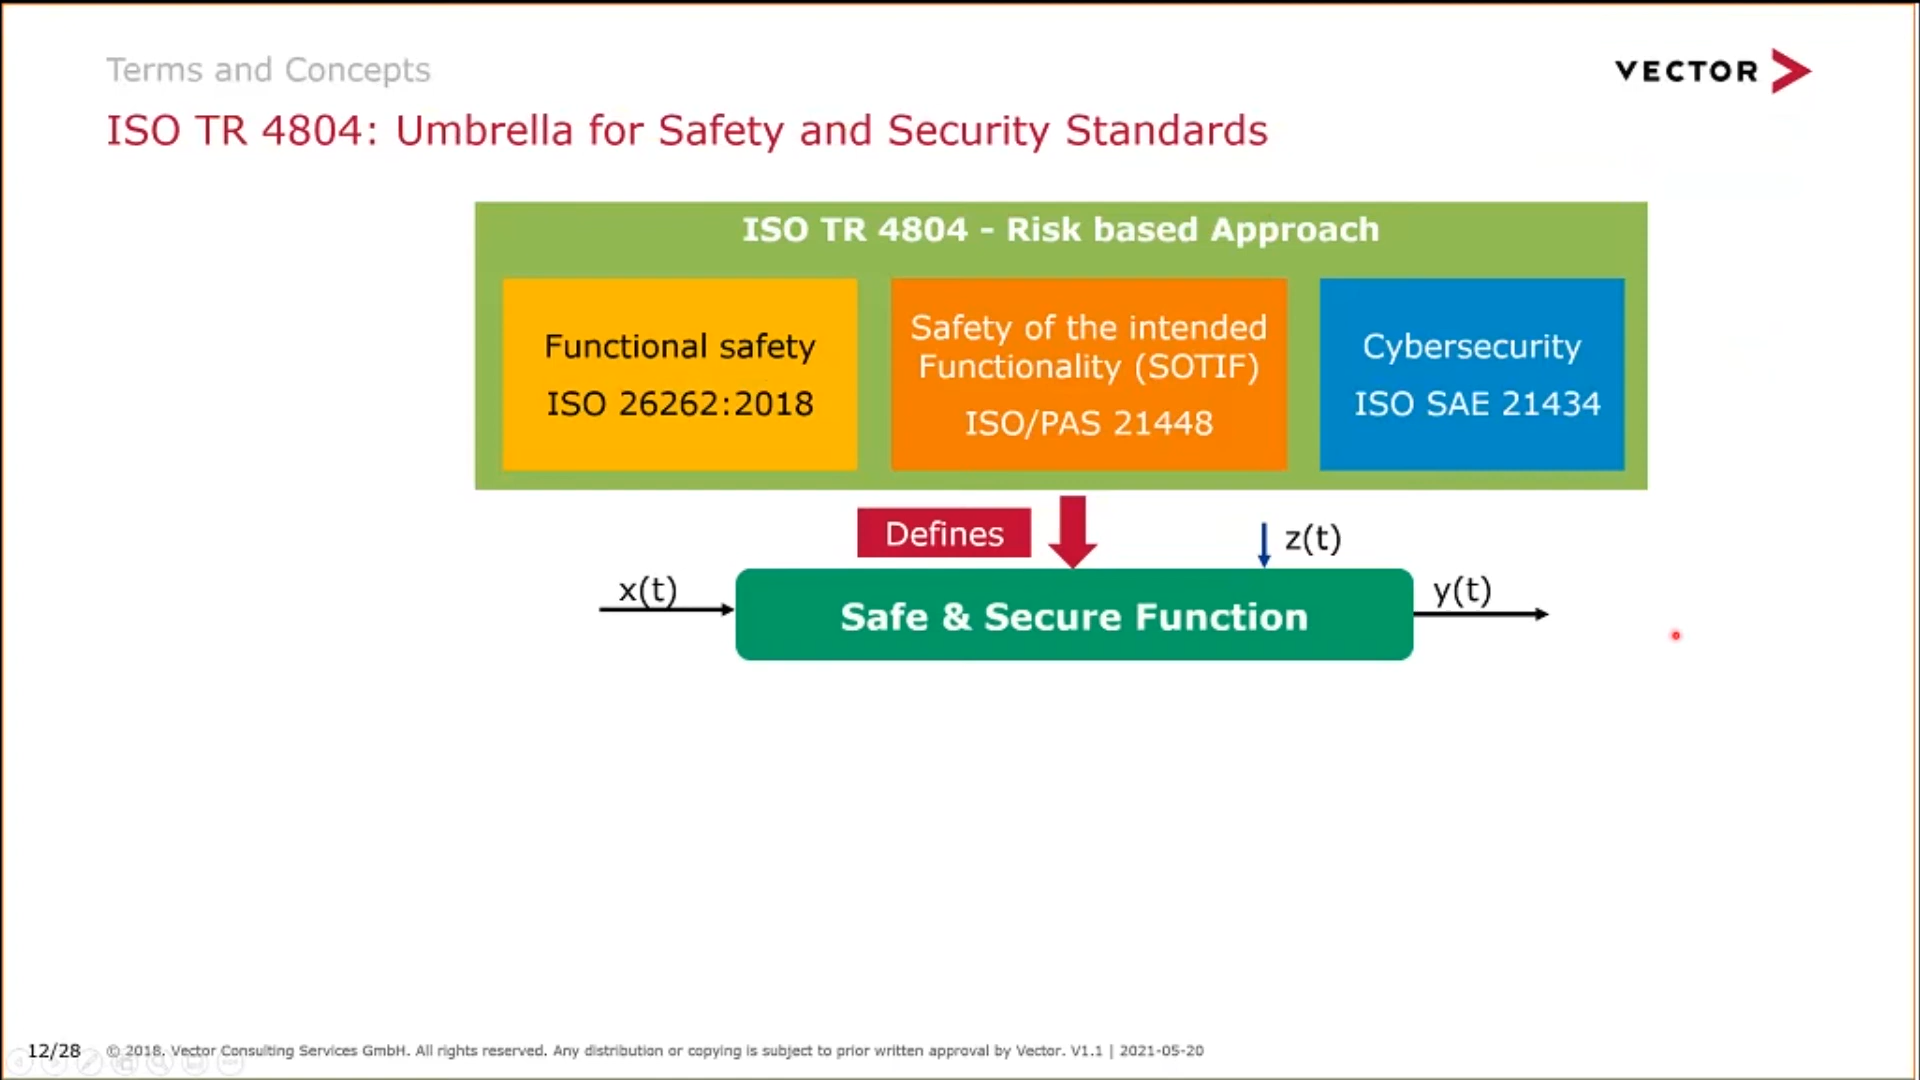 Terms and Concepts
VECTOR
ISO TR 4804: Umbrella for Safety and Security Standards
ISO TR 4804 - Risk based Approach
Functional safety
ISO 26262:2018
Safety of the intended
Functionality (SOTIF)
ISO/PAS 21448
Cybersecurity
ISO SAE 21434
Defines
z(t)
x(t)
Safe & Secure Function
y(t)
12/28
© 2018. Vector Consulting Services GmbH. All rights reserved. Any distribution or copying is subject to prior written approval by Vector. V1.1 | 2021-05-20